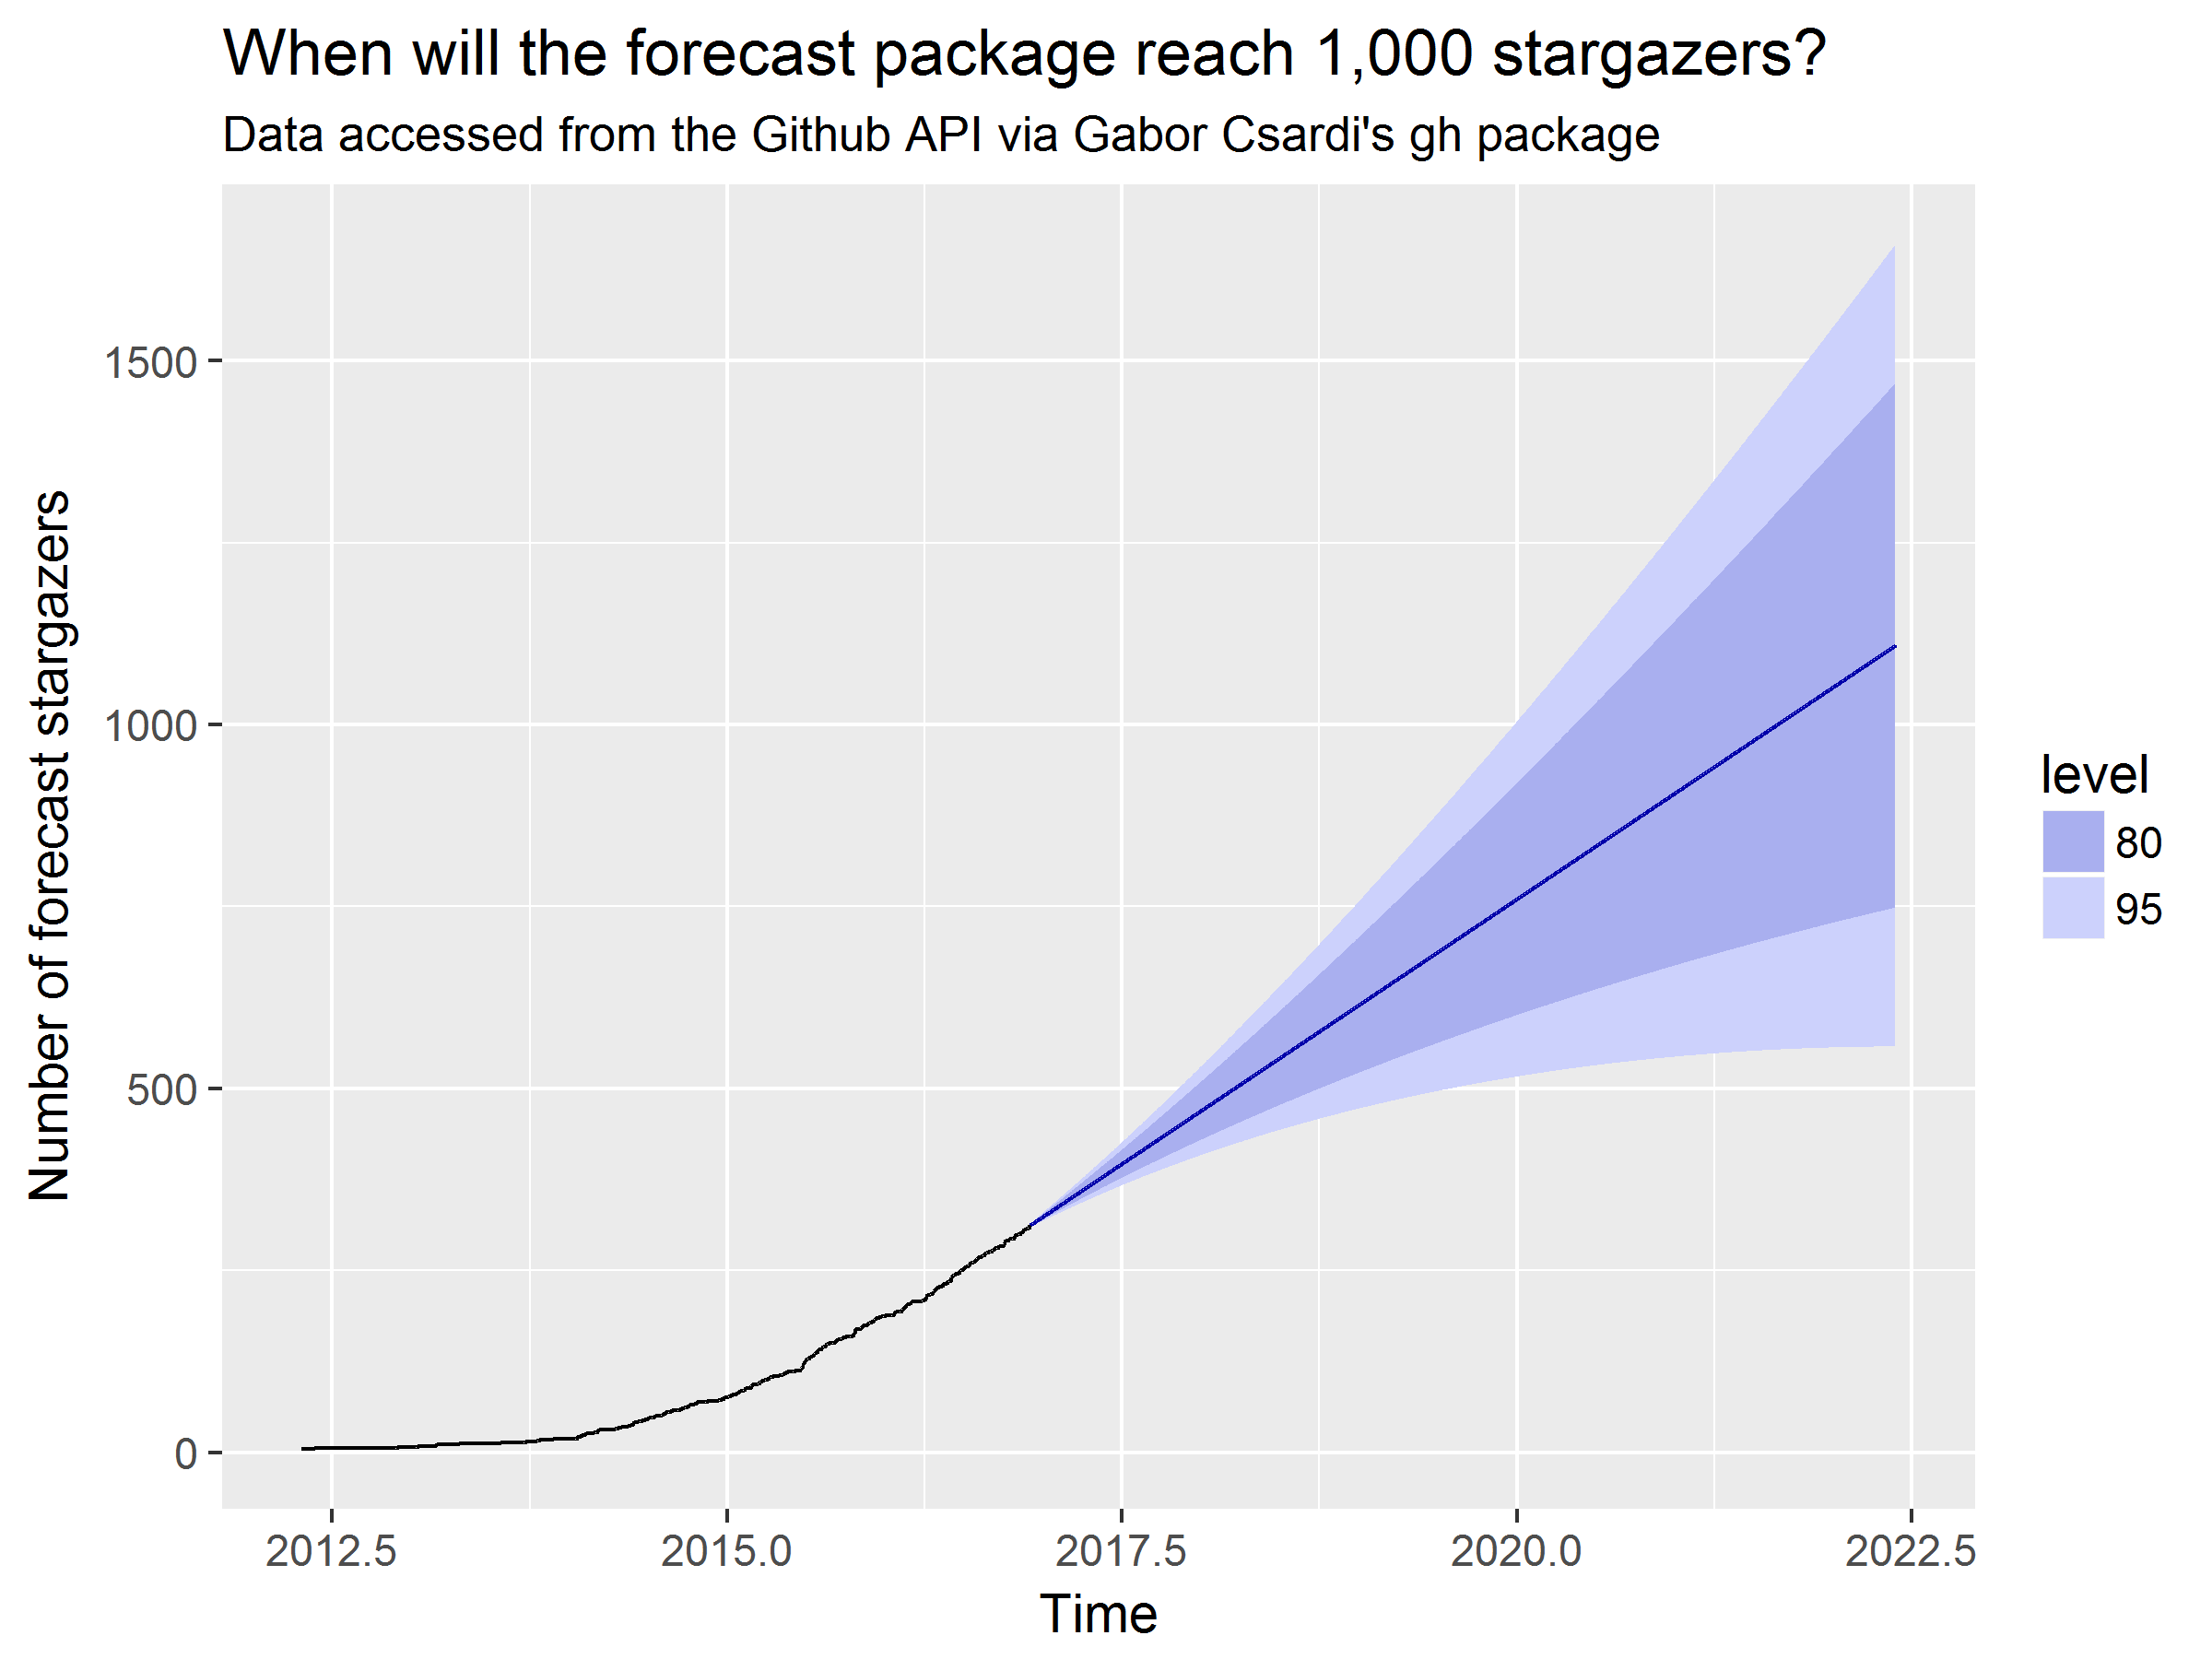 When will the forecast package reach 1,000 stargazers?
Data accessed from the Github API via Gabor Csardi's gh package
Number of forecast stargazers
1500
1000
500
0
2012.5
2015.0
2017.5
2020.0
2022.5
Time
level
80
95